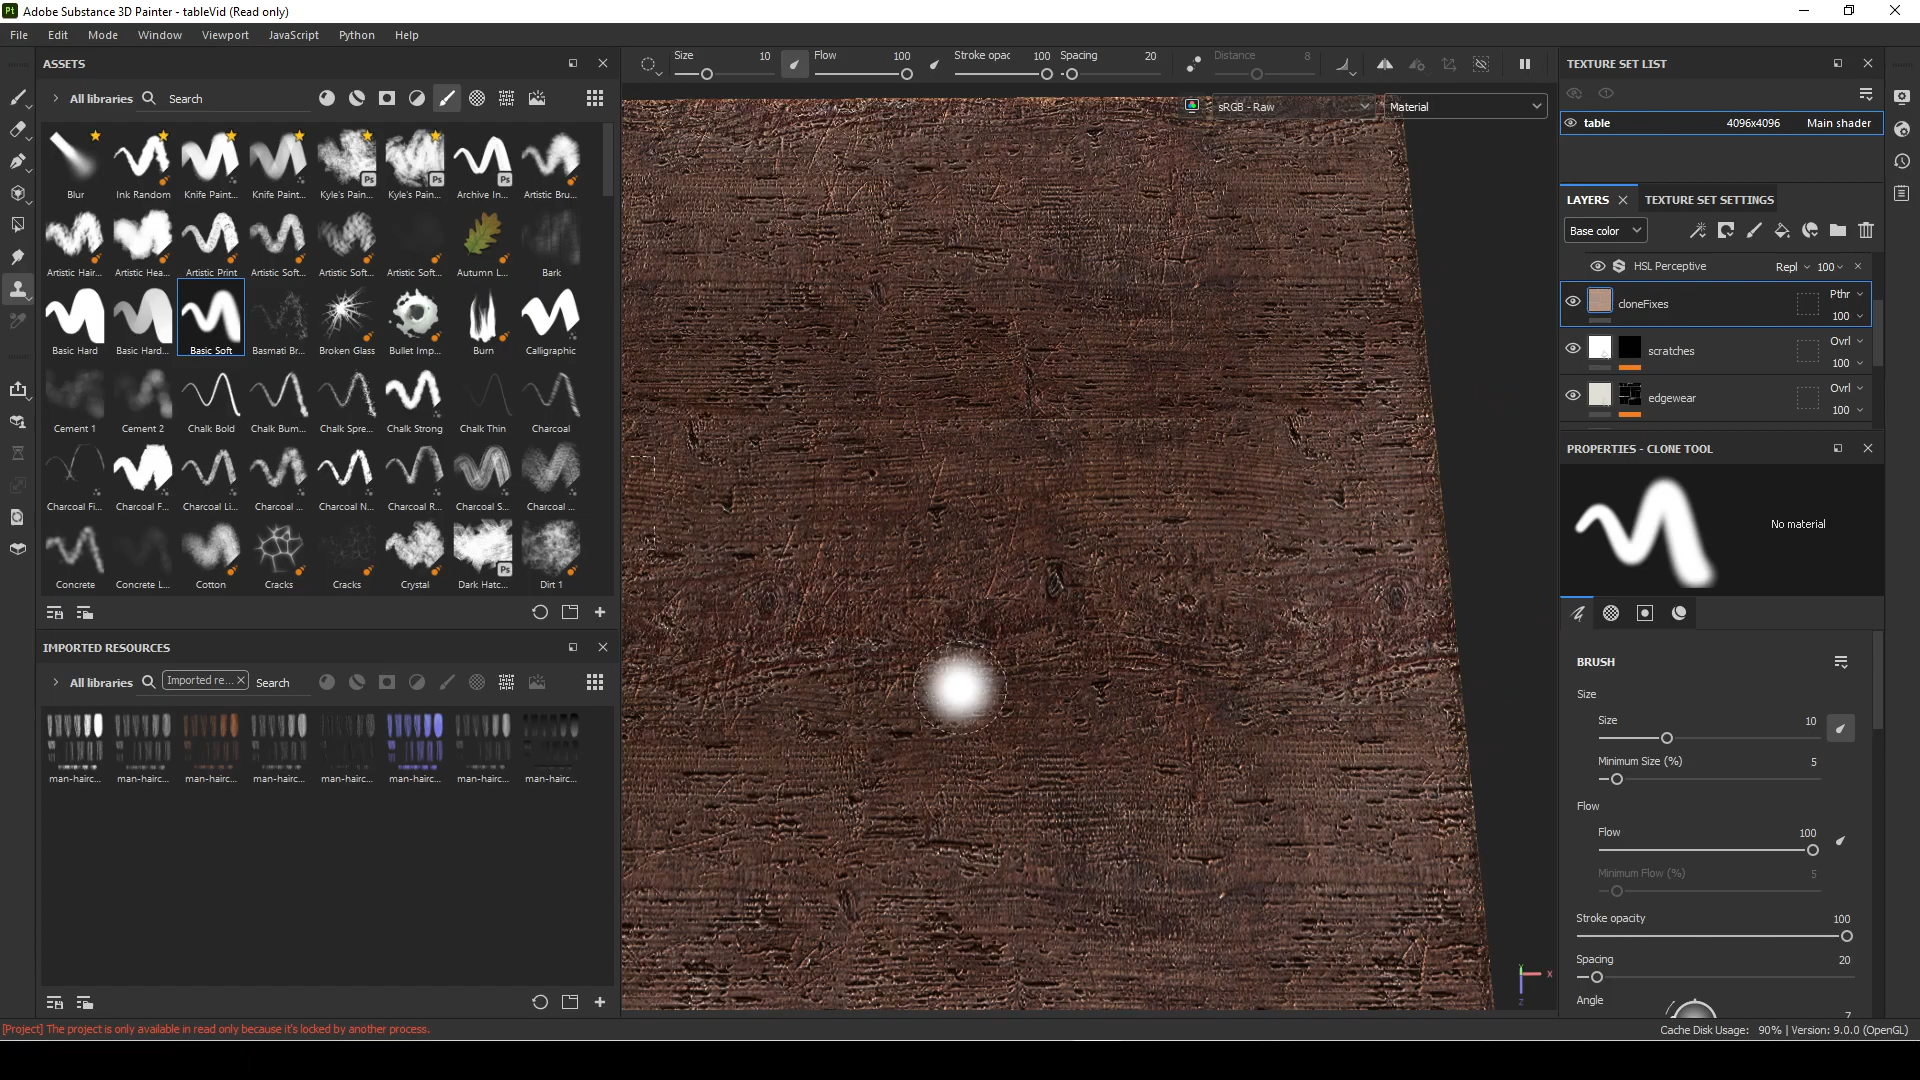 Pt Adobe Substance 3D Painter - tableVid (Read only)
File Edit Mode Window Viewport JavaScript Python Help
ASSETS
All libraries Search
Blur Ink Random Knife Paint... Knife Paint... Kyle's Pain... Kyle's Pain... Archive In... Artistic Bru...
Ps Ps Ps
Artistic Hair... Artistic Hea... Artistic Print Artistic Soft... Artistic Soft... Artistic Soft... Autumn L... Bark
Basic Hard Basic Hard... Basic Soft Basmati Br... Broken Glass Bullet Imp... Burn Calligraphic
Cement 1 Cement 2 Chalk Bold Chalk Bum... Chalk Spre... Chalk Strong Chalk Thin Charcoal
Charcoal Fi... Charcoal F... Charcoal Li... Charcoal ... Charcoal N... Charcoal R... Charcoal S... Charcoal ...
Ps
Concrete Concrete L... Cotton Cracks Cracks Crystal Dark Hatc... Dirt 1
IMPORTED RESOURCES
All libraries Imported re... Search
man-hairc... man-hairc... man-hairc... man-hairc... man-hairc... man-hairc... man-hairc... man-hairc...
Size 10 Flow 100 Stroke opac 100 Spacing 20 Distance 8
sRGB - Raw Material
X
Y
Z
TEXTURE SET LIST
table 4096x4096 Main shader
LAYERS TEXTURE SET SETTINGS
Base color
HSL Perceptive Repl 100
cloneFixes Pthr 100
scratches Ovrl 100
edgewear Ovrl 100
PROPERTIES - CLONE TOOL
No material
BRUSH
Size
Size 10
Minimum Size (%) 5
Flow
Flow 100
Minimum Flow (%) 5
Stroke opacity 100
Spacing 20
Angle
[Project] The project is only available in read only because it's locked by another process.
Cache Disk Usage: 90% | Version: 9.0.0 (OpenGL)